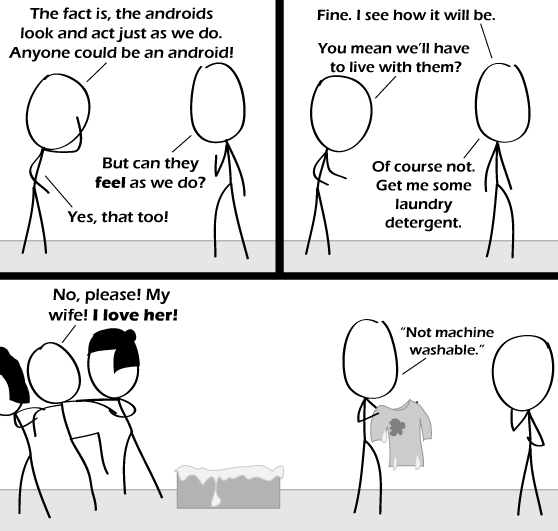 The fact is, the androids
look and act just as we do.
Anyone could be an android!
But can they
feel as we do?
Yes, that too!
Fine. I see how it will be.
You mean we'll have
to live with them?
Of course not.
Get me some
laundry
detergent.
No, please! My
wife! I love her!
"Not machine
washable."